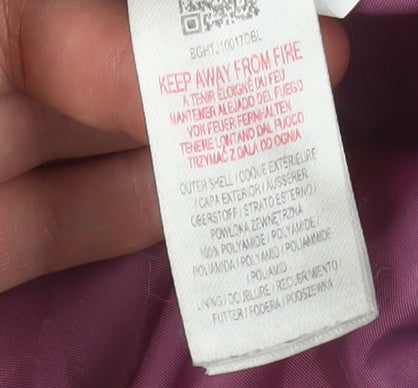 BGHT-10017DBL
KEEP AWAY FROM FIRE
A TENIR ÉLOIGNÉ DU FEU
MANTENER ALEJADO DEL FUEGO
VON FEUER FERNHALTEN
TENERE LONTANO DAL FUOCO
TRZYMAĆ Z DALA OD OGNIA
OUTER SHELL / COQUE EXTÉRIEURE
/ CAPA EXTERIOR / ÄUSSERER
OBERSTOFF / STRATO ESTERNO /
POWŁOKA ZEWNĘTRZNA
100% POLYAMIDE / POLYAMIDE /
POLIAMIDA / POLYAMID / POLIAMMIDE
/ POLIAMID
LINING / DOUBLURE / RECUBRIMIENTO /
FUTTER / FODERA / PODSZEWKA